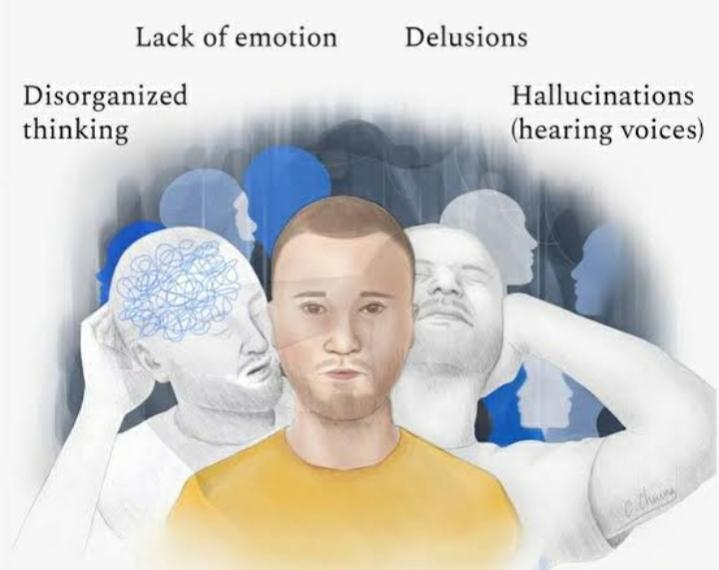 Lack of emotion
Delusions
Disorganized
thinking
Hallucinations
(hearing voices)